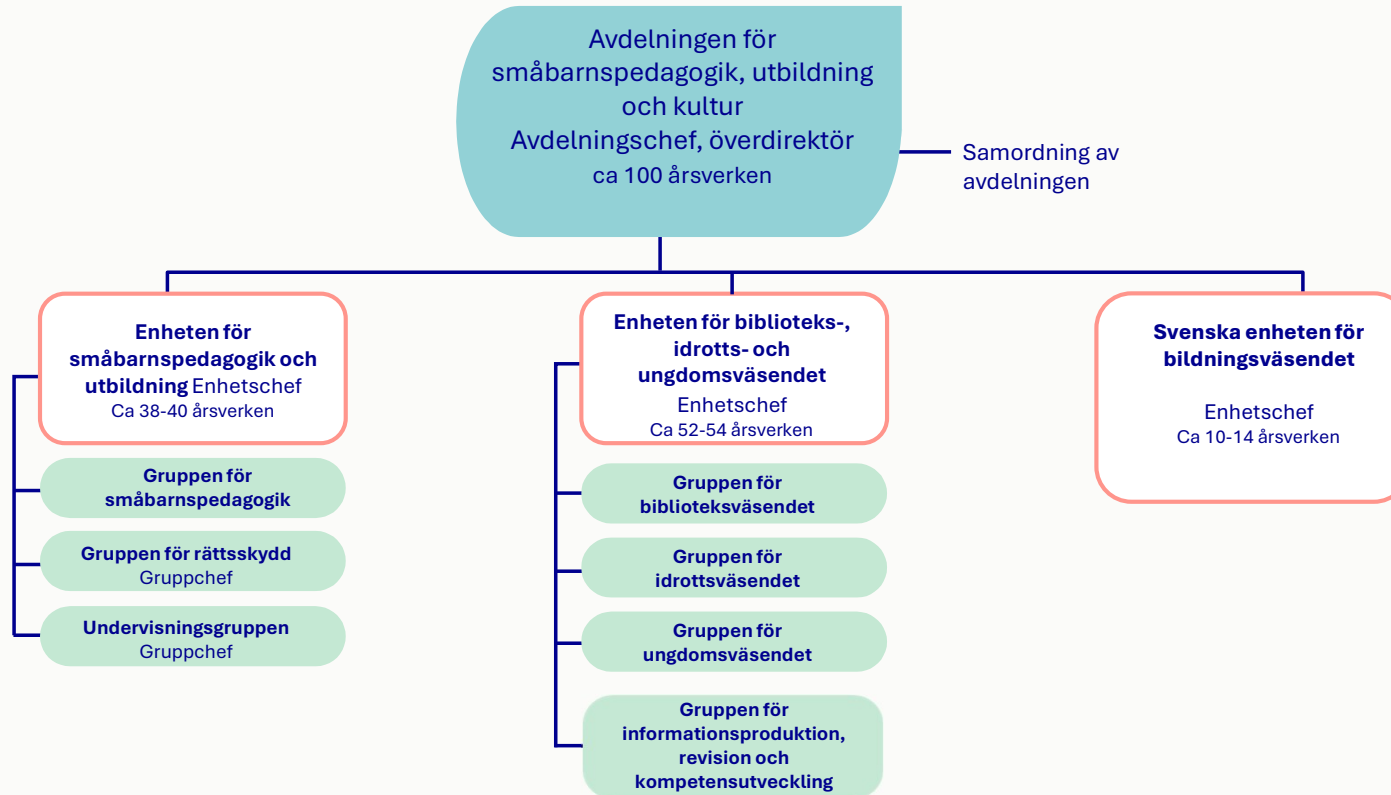 Avdelningen för
småbarnspedagogik, utbildning
och kultur
Avdelningschef, överdirektör
ca 100 årsverken
Samordning av
avdelningen
Enheten för
småbarnspedagogik och
utbildning Enhetschef
Ca 38-40 årsverken
Gruppen för
småbarnspedagogik
Gruppen för rättsskydd
Gruppchef
Undervisningsgruppen
Gruppchef
Enheten för biblioteks-,
idrotts- och
ungdomsväsendet
Enhetschef
Ca 52-54 årsverken
Gruppen för
biblioteksväsendet
Gruppen för
idrottsväsendet
Gruppen för
ungdomsväsendet
Gruppen för
informationsproduktion,
revision och
kompetensutveckling
Svenska enheten för
bildningsväsendet
Enhetschef
Ca 10-14 årsverken